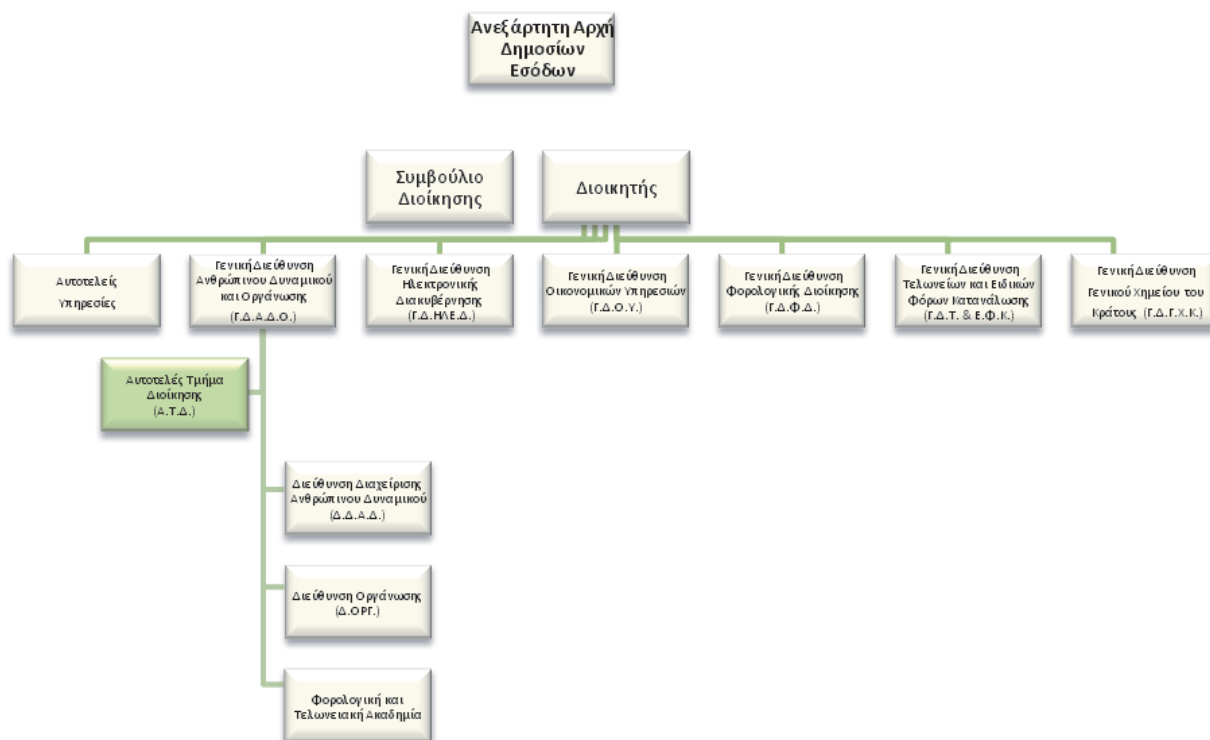 Ανεξάρτητη Αρχή
Δημοσίων
Εσόδων
Συμβούλιο
Διοίκησης
Διοικητής
Αυτοτελείς
Υπηρεσίες
Γενική Διεύθυνση
Ανθρώπινου Δυναμικού
και Οργάνωσης
(Γ.Δ.Α.Δ.Ο.)
Γενική Διεύθυνση
Ηλεκτρονικής
Διακυβέρνησης
(Γ.Δ.ΗΛΕ.Δ.)
Γενική Διεύθυνση
Οικονομικών Υπηρεσιών
(Γ.Δ.Ο.Υ.)
Γενική Διεύθυνση
Φορολογικής Διοίκησης
(Γ.Δ.Φ.Δ.)
Γενική Διεύθυνση
Τελωνείων και Ειδικών
Φόρων Κατανάλωσης
(Γ.Δ.Τ. & Ε.Φ.Κ.)
Γενική Διεύθυνση
Γενικού Χημείου του
Κράτους (Γ.Δ.Γ.Χ.Κ.)
Αυτοτελές Τμήμα
Διοίκησης
(Α.Τ.Δ.)
Διεύθυνση Διαχείρισης
Ανθρώπινου Δυναμικού
(Δ.Δ.Α.Δ.)
Διεύθυνση Οργάνωσης
(Δ.ΟΡΓ.)
Φορολογική και
Τελωνειακή Ακαδημία